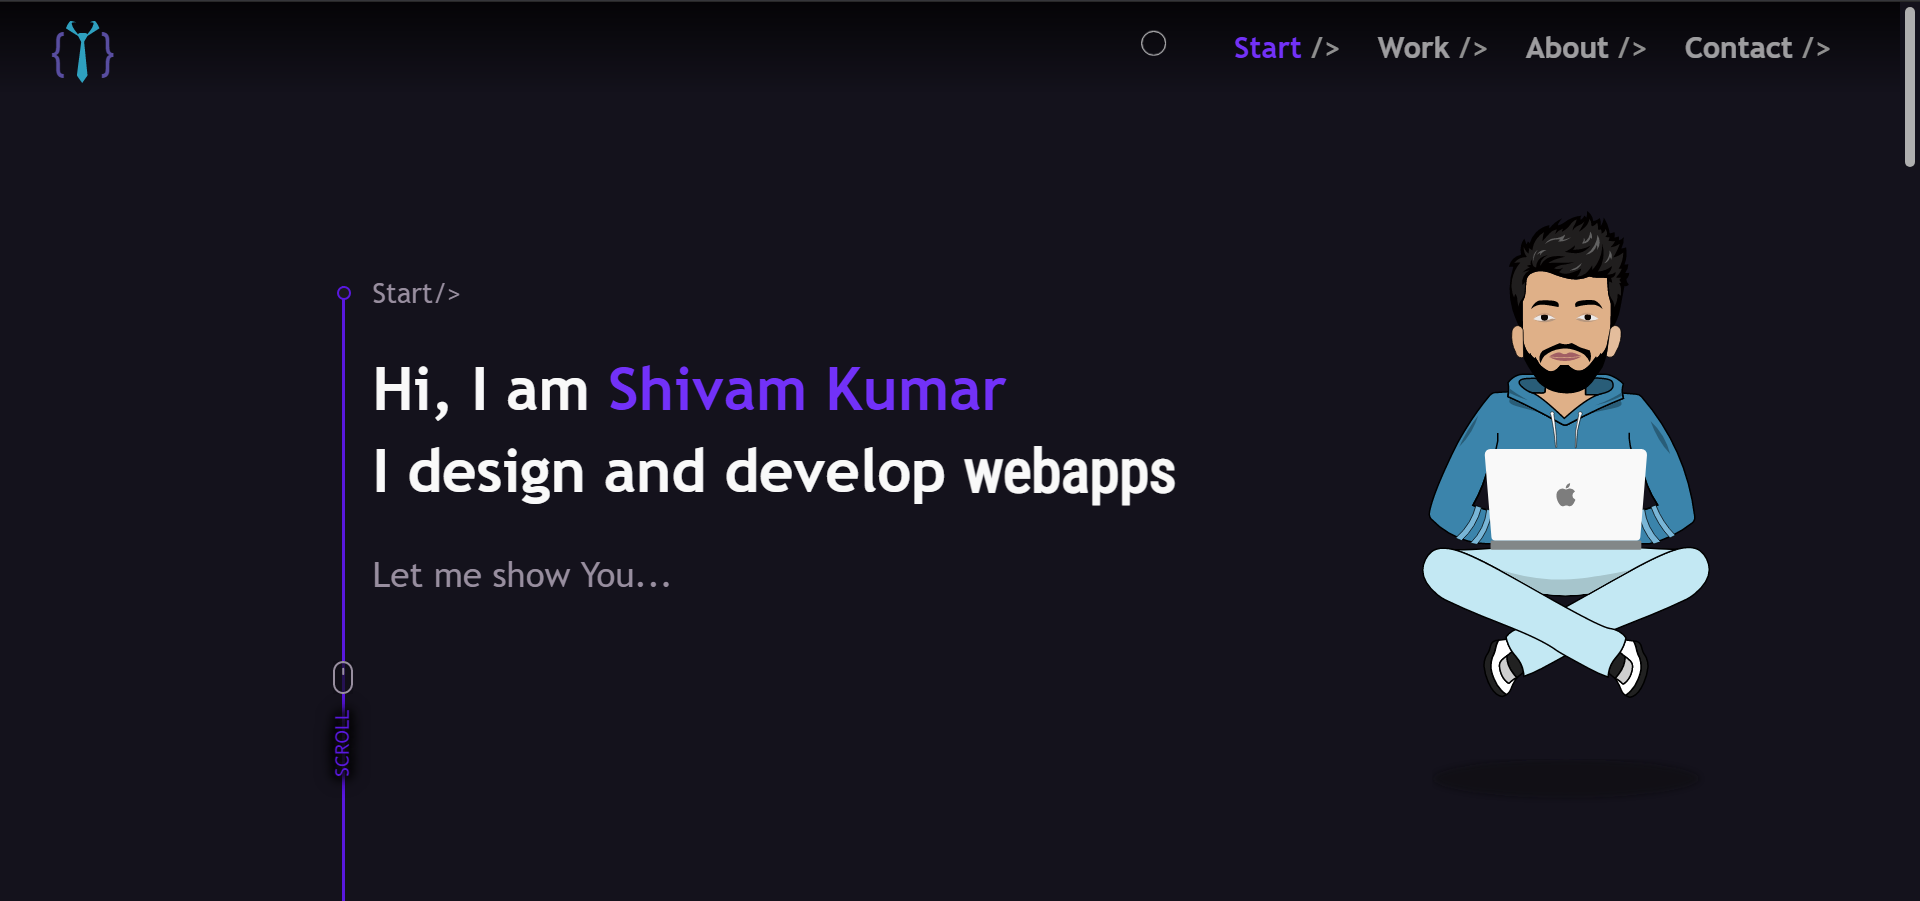 Start /> Work /> About /> Contact />
Start/>
Hi, I am Shivam Kumar
I design and develop webapps
Let me show You...
SCROLL